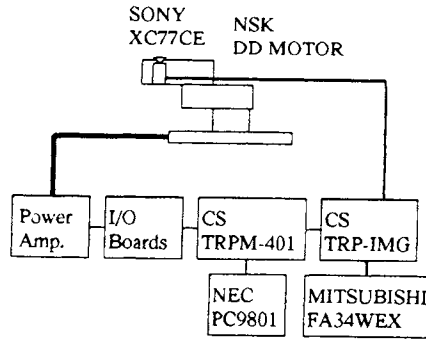 SONY
XC77CE
NSK
DD MOTOR
Power
Amp.
I/O
Boards
CS
TRPM-401
CS
TRP-IMG
NEC
PC9801
MITSUBISHI
FA34WEX